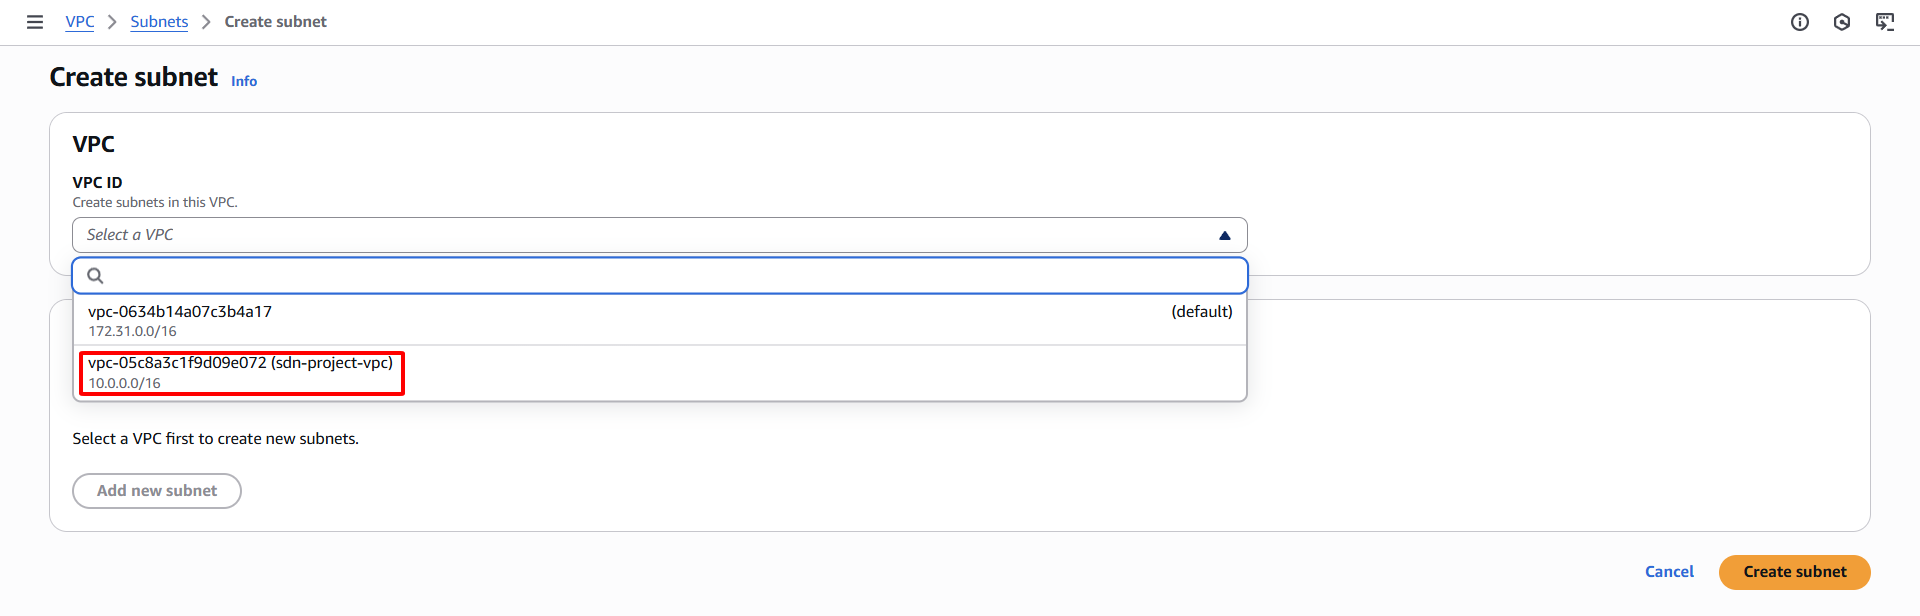 VPC > Subnets > Create subnet
Create subnet Info
VPC
VPC ID
Create subnets in this VPC.
Select a VPC
vpc-0634b14a07c3b4a17 (default)
172.31.0.0/16
vpc-05c8a3c1f9d09e072 (sdn-project-vpc)
10.0.0.0/16
Select a VPC first to create new subnets.
Add new subnet
Cancel Create subnet